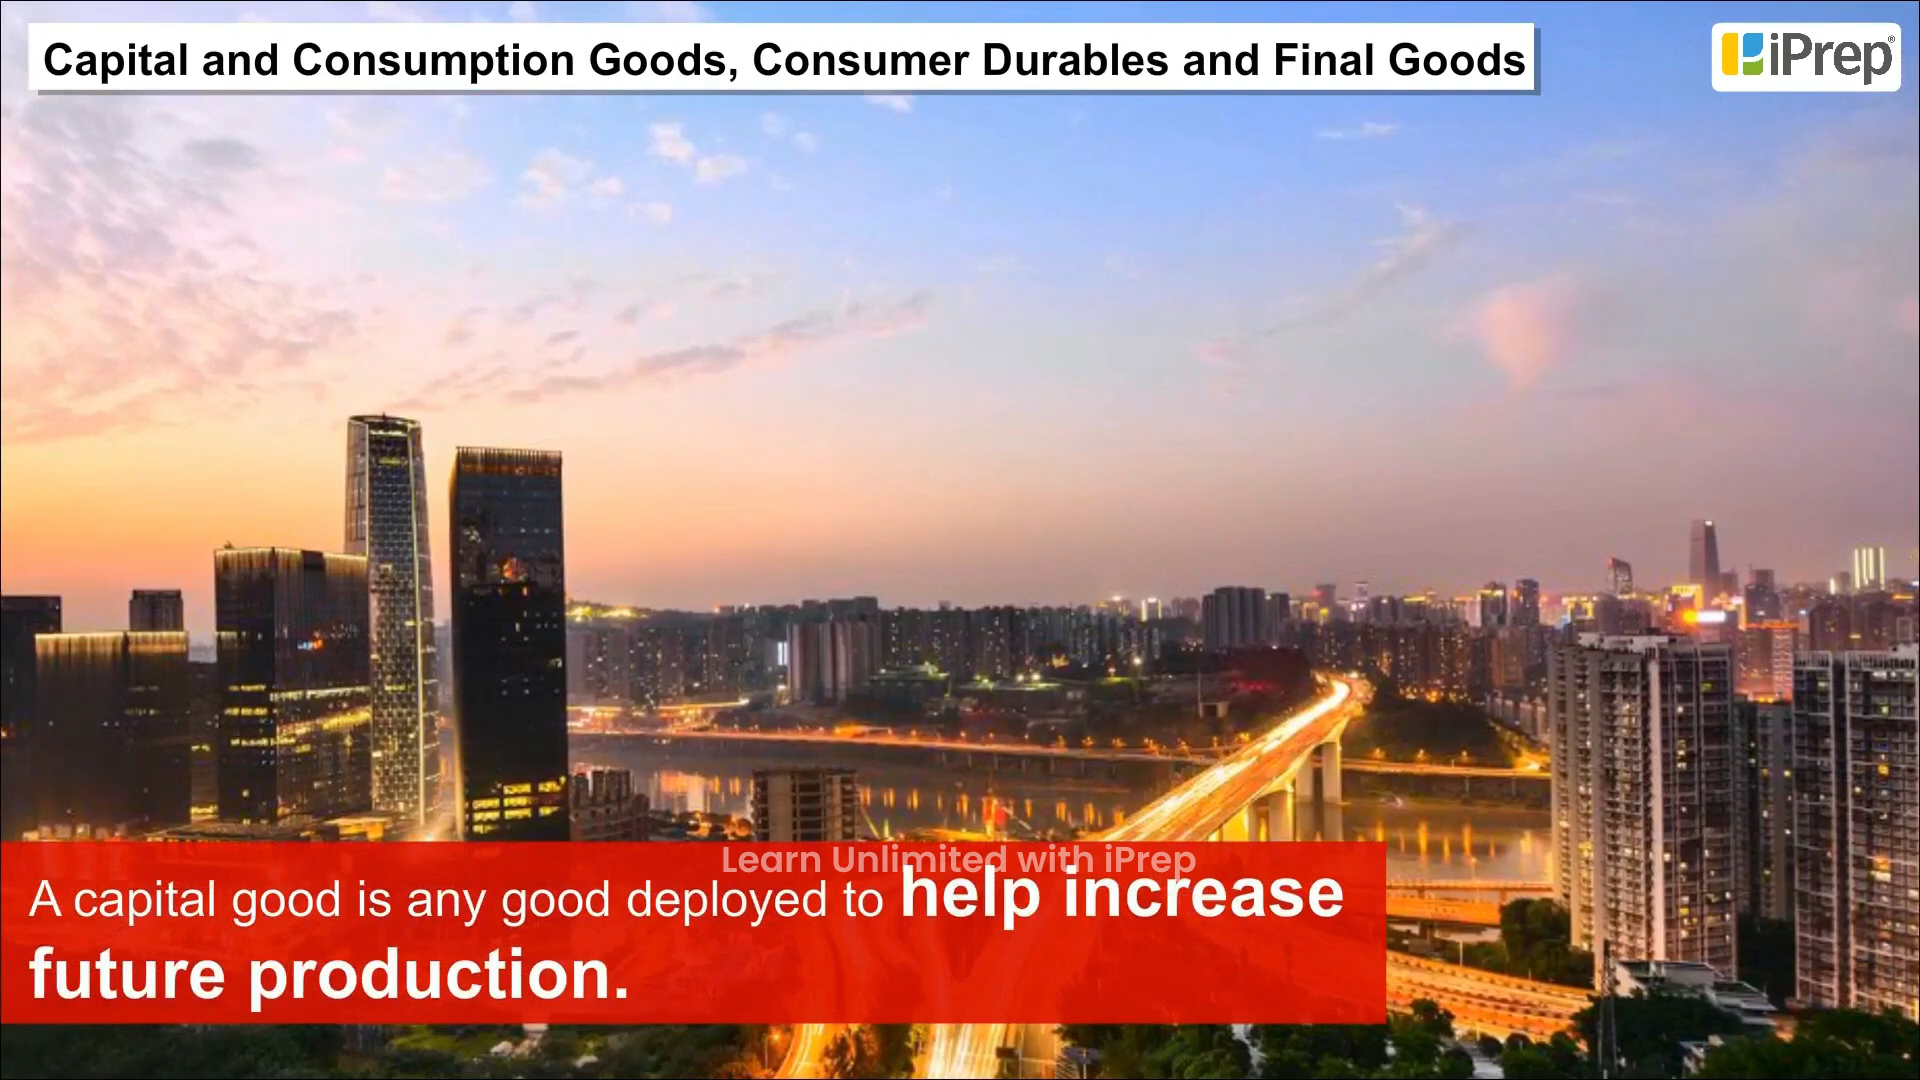 Capital and Consumption Goods, Consumer Durables and Final Goods
iPrep®
Learn Unlimited with iPrep
A capital good is any good deployed to help increase
future production.